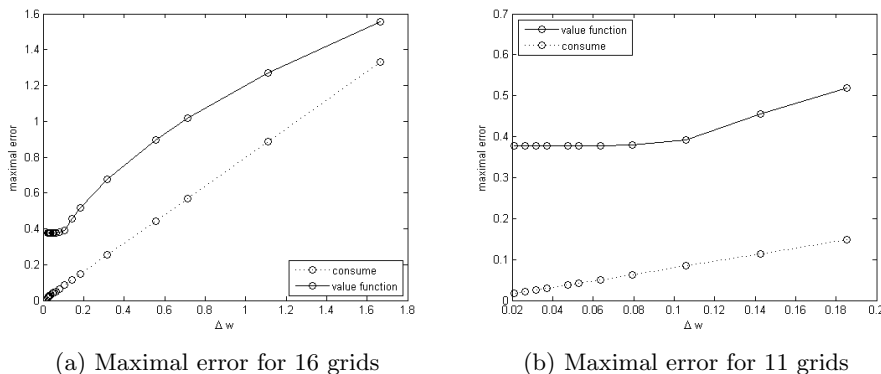 1.6
1.4
1.2
1
0.8
0.6
0.4
0.2
0
maximal error
0 0.2 0.4 0.6 0.8 1 1.2 1.4 1.6 1.8
Δ w
consume
value function
(a) Maximal error for 16 grids
0.7
0.6
0.5
0.4
0.3
0.2
0.1
0
maximal error
value function
consume
0.02 0.04 0.06 0.08 0.1 0.12 0.14 0.16 0.18 0.2
Δ w
(b) Maximal error for 11 grids